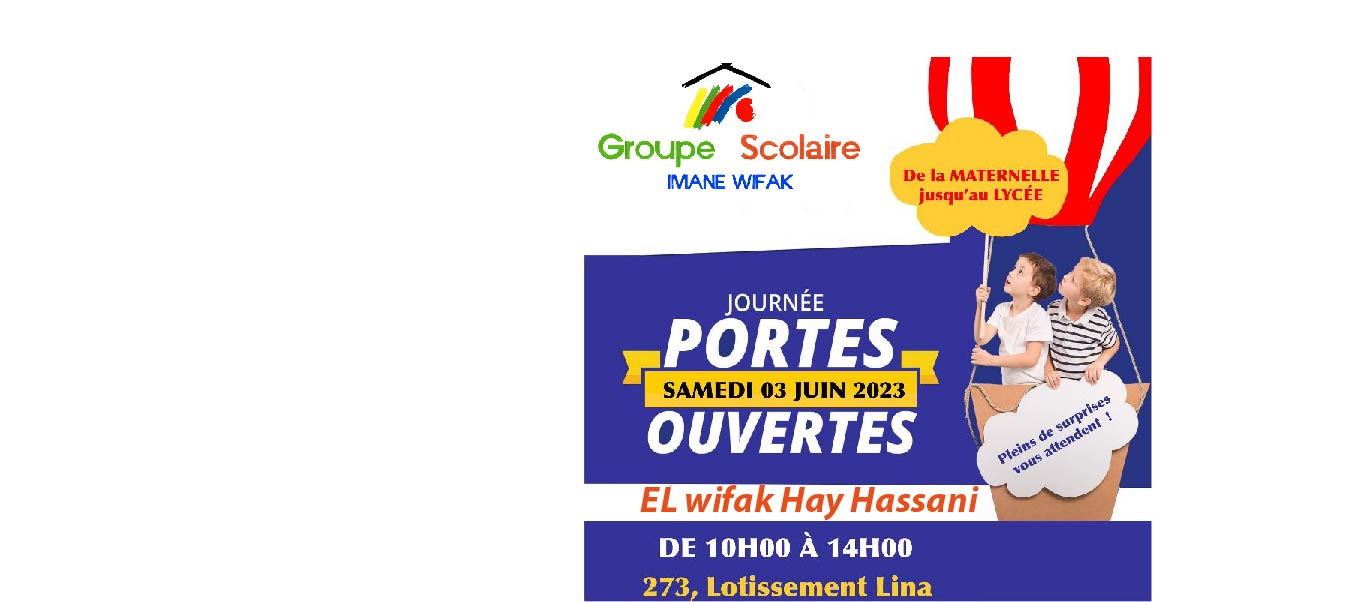 Groupe Scolaire
IMANE WIFAK
De la MATERNELLE
jusqu'au LYCÉE
JOURNÉE
PORTES
SAMEDI 03 JUIN 2023
OUVERTES
Pleins de surprises
vous attendent !
EL wifak Hay Hassani
DE 10H00 À 14H00
273, Lotissement Lina